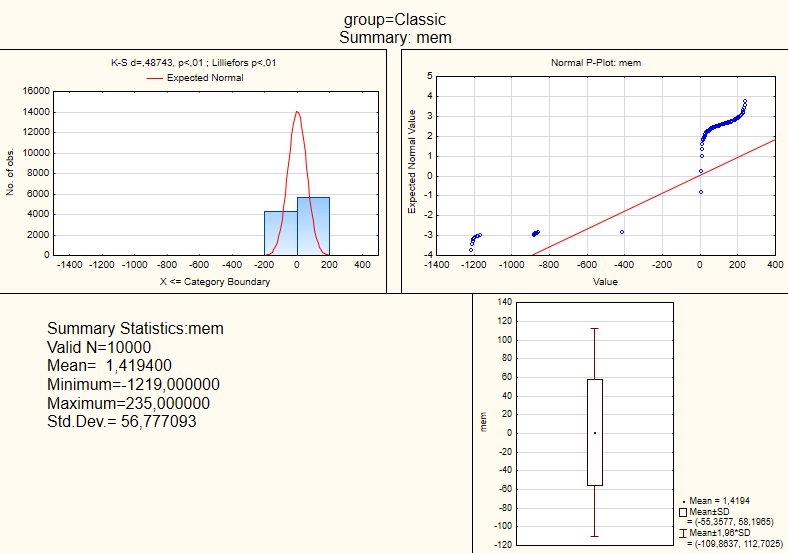 group=Classic
Summary: mem
K-S d=,48743, p<,01 ; Lilliefors p<,01
Expected Normal
16000
14000
12000
10000
8000
6000
4000
2000
0
No. of obs.
-1400 -1200 -1000 -800 -600 -400 -200 0 200 400
X <= Category Boundary
Normal P-Plot: mem
5
4
3
2
1
0
-1
-2
-3
-4
Expected Normal Value
-1400 -1200 -1000 -800 -600 -400 -200 0 200 400
Value
Summary Statistics:mem
Valid N=10000
Mean= 1,419400
Minimum=-1219,000000
Maximum=235,000000
Std.Dev.= 56,777093
140
120
100
80
60
40
20
0
-20
-40
-60
-80
-100
-120
mem
Mean = 1,4194
Mean±SD
= (-55,3577, 58,1965)
Mean±1,96*SD
= (-109,8637, 112,7025)